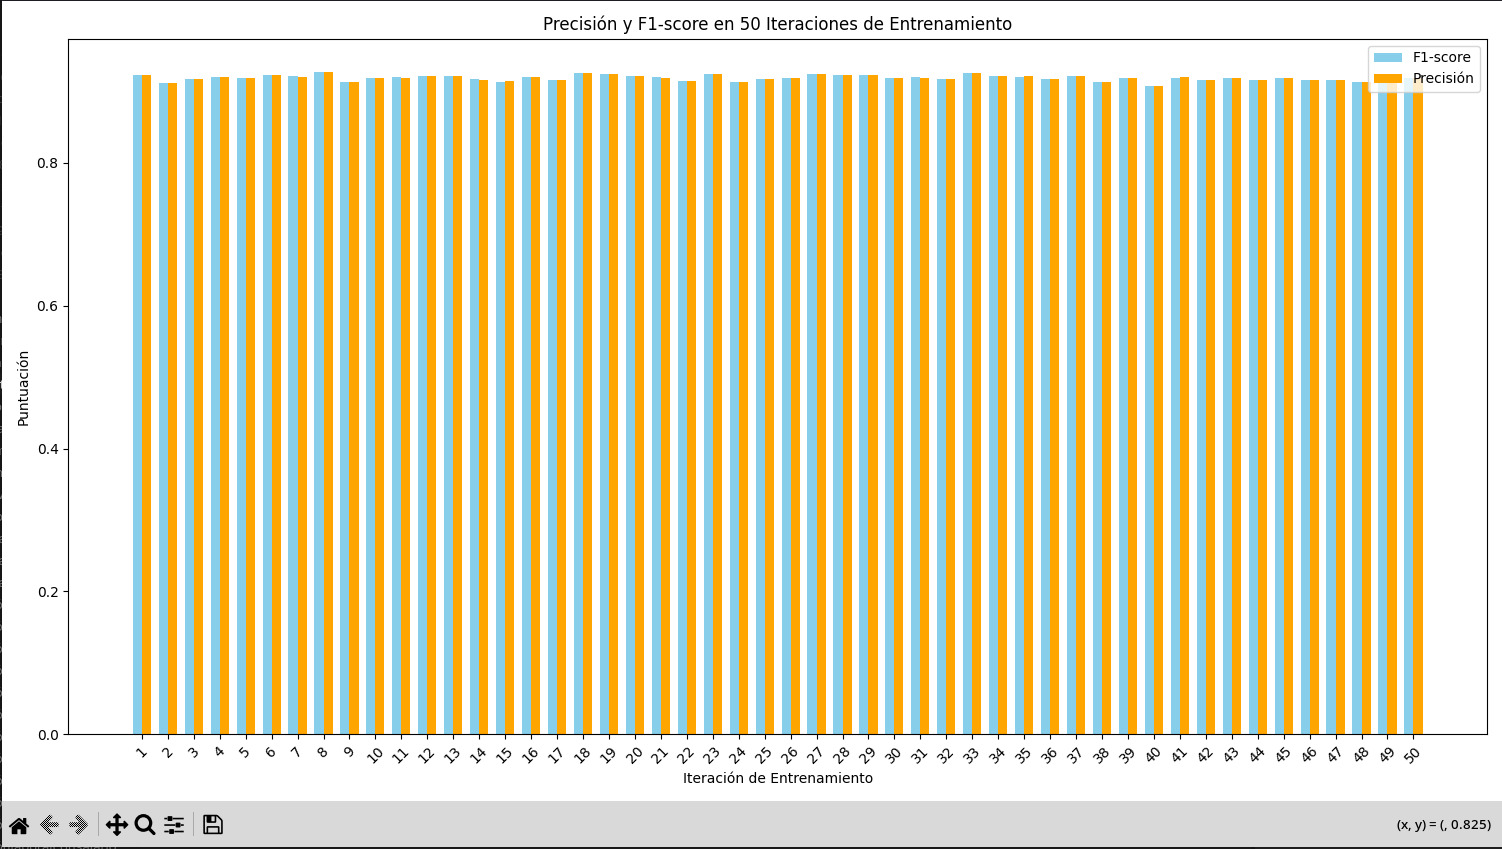 Precisión y F1-score en 50 Iteraciones de Entrenamiento
F1-score
Precisión
0.8
0.6
0.4
0.2
0.0
Puntuación
1 2 3 4 5 6 7 8 9 10 11 12 13 14 15 16 17 18 19 20 21 22 23 24 25 26 27 28 29 30 31 32 33 34 35 36 37 38 39 40 41 42 43 44 45 46 47 48 49 50
Iteración de Entrenamiento
(x, y) = (, 0.825)